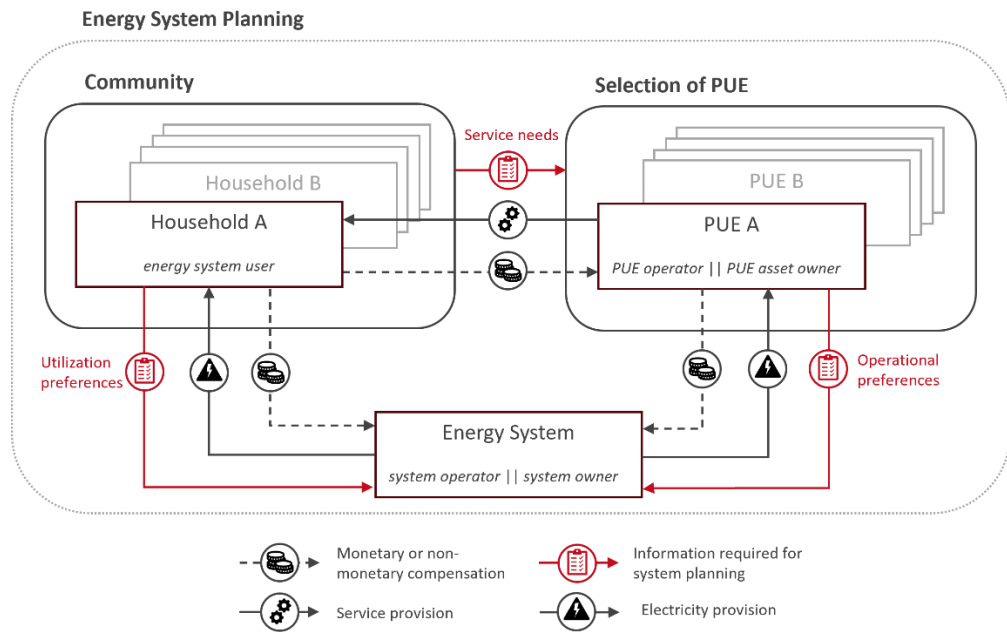 Energy System Planning
Community
Selection of PUE
Service needs
Household B
PUE B
Household A
energy system user
PUE A
PUE operator || PUE asset owner
Utilization
preferences
Operational
preferences
Energy System
system operator || system owner
Monetary or non-
monetary compensation
Information required for
system planning
Service provision
Electricity provision